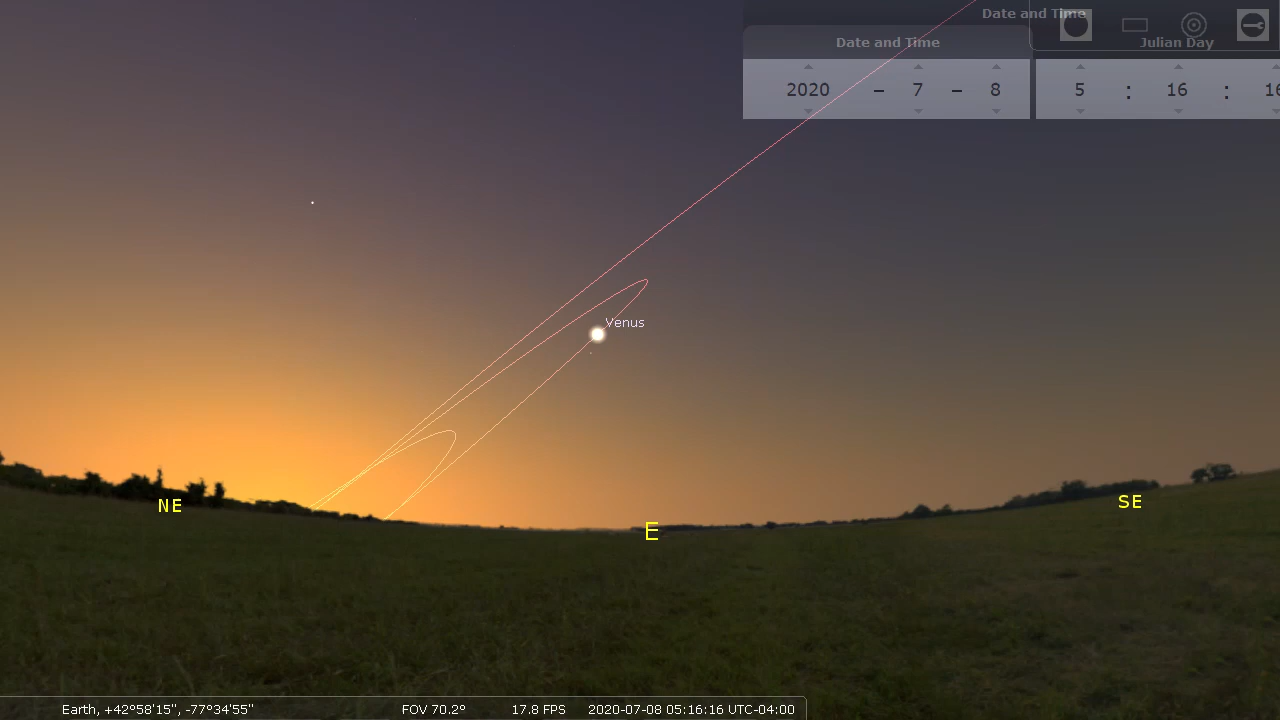 Date and Time
Date and Time
Julian Day
2020 – 7 – 8
5 : 16 : 16
Venus
NE
E
SE
Earth, +42°58'15", -77°34'55"
FOV 70.2°
17.8 FPS
2020-07-08 05:16:16 UTC-04:00